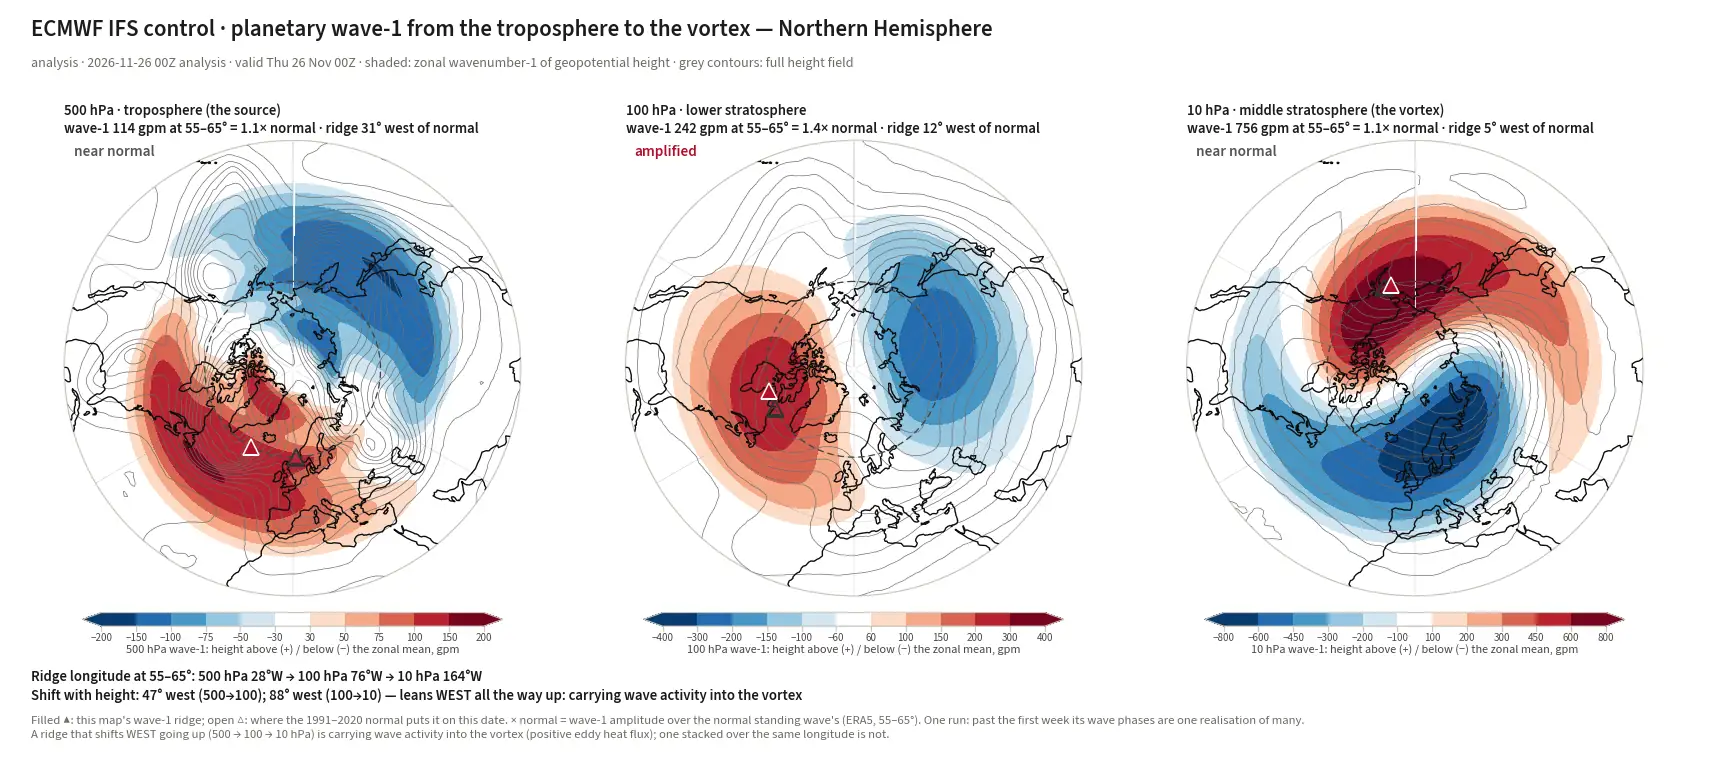 ECMWF IFS control · planetary wave-1 from the troposphere to the vortex — Northern Hemisphere
analysis · 2026-11-26 00Z analysis · valid Thu 26 Nov 00Z · shaded: zonal wavenumber-1 of geopotential height · grey contours: full height field
500 hPa · troposphere (the source)
wave-1 114 gpm at 55–65° = 1.1× normal · ridge 31° west of normal
near normal
100 hPa · lower stratosphere
wave-1 242 gpm at 55–65° = 1.4× normal · ridge 12° west of normal
amplified
10 hPa · middle stratosphere (the vortex)
wave-1 756 gpm at 55–65° = 1.1× normal · ridge 5° west of normal
near normal
−200 −150 −100 −75 −50 −30 30 50 75 100 150 200
500 hPa wave-1: height above (+) / below (−) the zonal mean, gpm
−400 −300 −200 −150 −100 −60 60 100 150 200 300 400
100 hPa wave-1: height above (+) / below (−) the zonal mean, gpm
−800 −600 −450 −300 −200 −100 100 200 300 450 600 800
10 hPa wave-1: height above (+) / below (−) the zonal mean, gpm
Ridge longitude at 55–65°: 500 hPa 28°W → 100 hPa 76°W → 10 hPa 164°W
Shift with height: 47° west (500→100); 88° west (100→10) — leans WEST all the way up: carrying wave activity into the vortex
Filled ▲: this map's wave-1 ridge; open △: where the 1991–2020 normal puts it on this date. × normal = wave-1 amplitude over the normal standing wave's (ERA5, 55–65°). One run: past the first week its wave phases are one realisation of many.
A ridge that shifts WEST going up (500 → 100 → 10 hPa) is carrying wave activity into the vortex (positive eddy heat flux); one stacked over the same longitude is not.